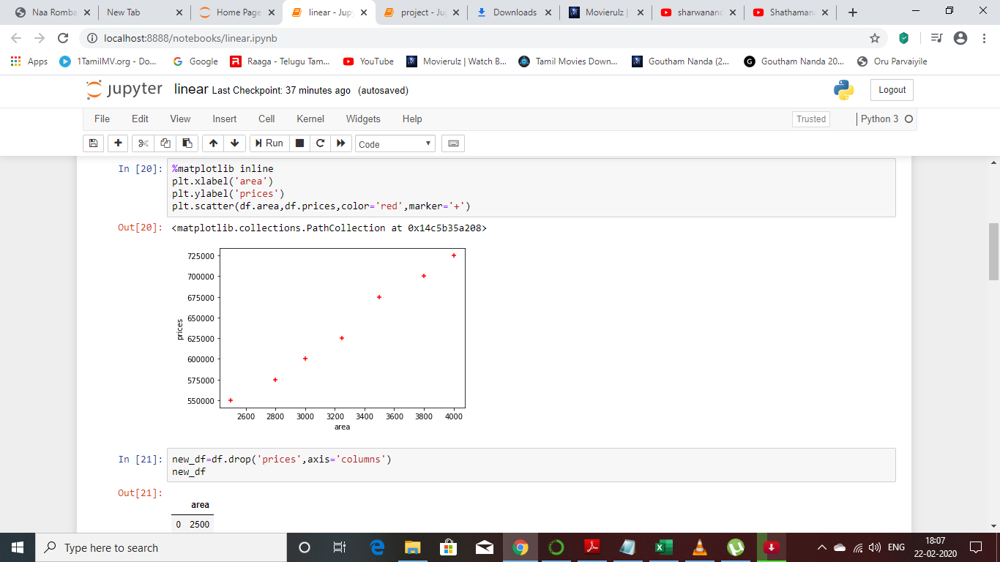 Naa Romba
New Tab
Home Page
linear - Jupy
project - Ju
Downloads
Movierulz |
sharwanand
Shathaman
localhost:8888/notebooks/linear.ipynb
Apps
1TamilMV.org - Do...
Google
Raaga - Telugu Tam...
YouTube
Movierulz | Watch B...
Tamil Movies Down...
Goutham Nanda (2...
Goutham Nanda 20...
Oru Parvaiyile
jupyter linear Last Checkpoint: 37 minutes ago (autosaved)
Logout
File Edit View Insert Cell Kernel Widgets Help
Trusted
Python 3
Run
Code
In [20]: %matplotlib inline
plt.xlabel('area')
plt.ylabel('prices')
plt.scatter(df.area,df.prices,color='red',marker='+')
Out[20]: <matplotlib.collections.PathCollection at 0x14c5b35a208>
725000
700000
675000
650000
625000
600000
575000
550000
prices
2600 2800 3000 3200 3400 3600 3800 4000
area
In [21]: new_df=df.drop('prices',axis='columns')
new_df
Out[21]:
area
0 2500
Type here to search
ENG
18:07
22-02-2020